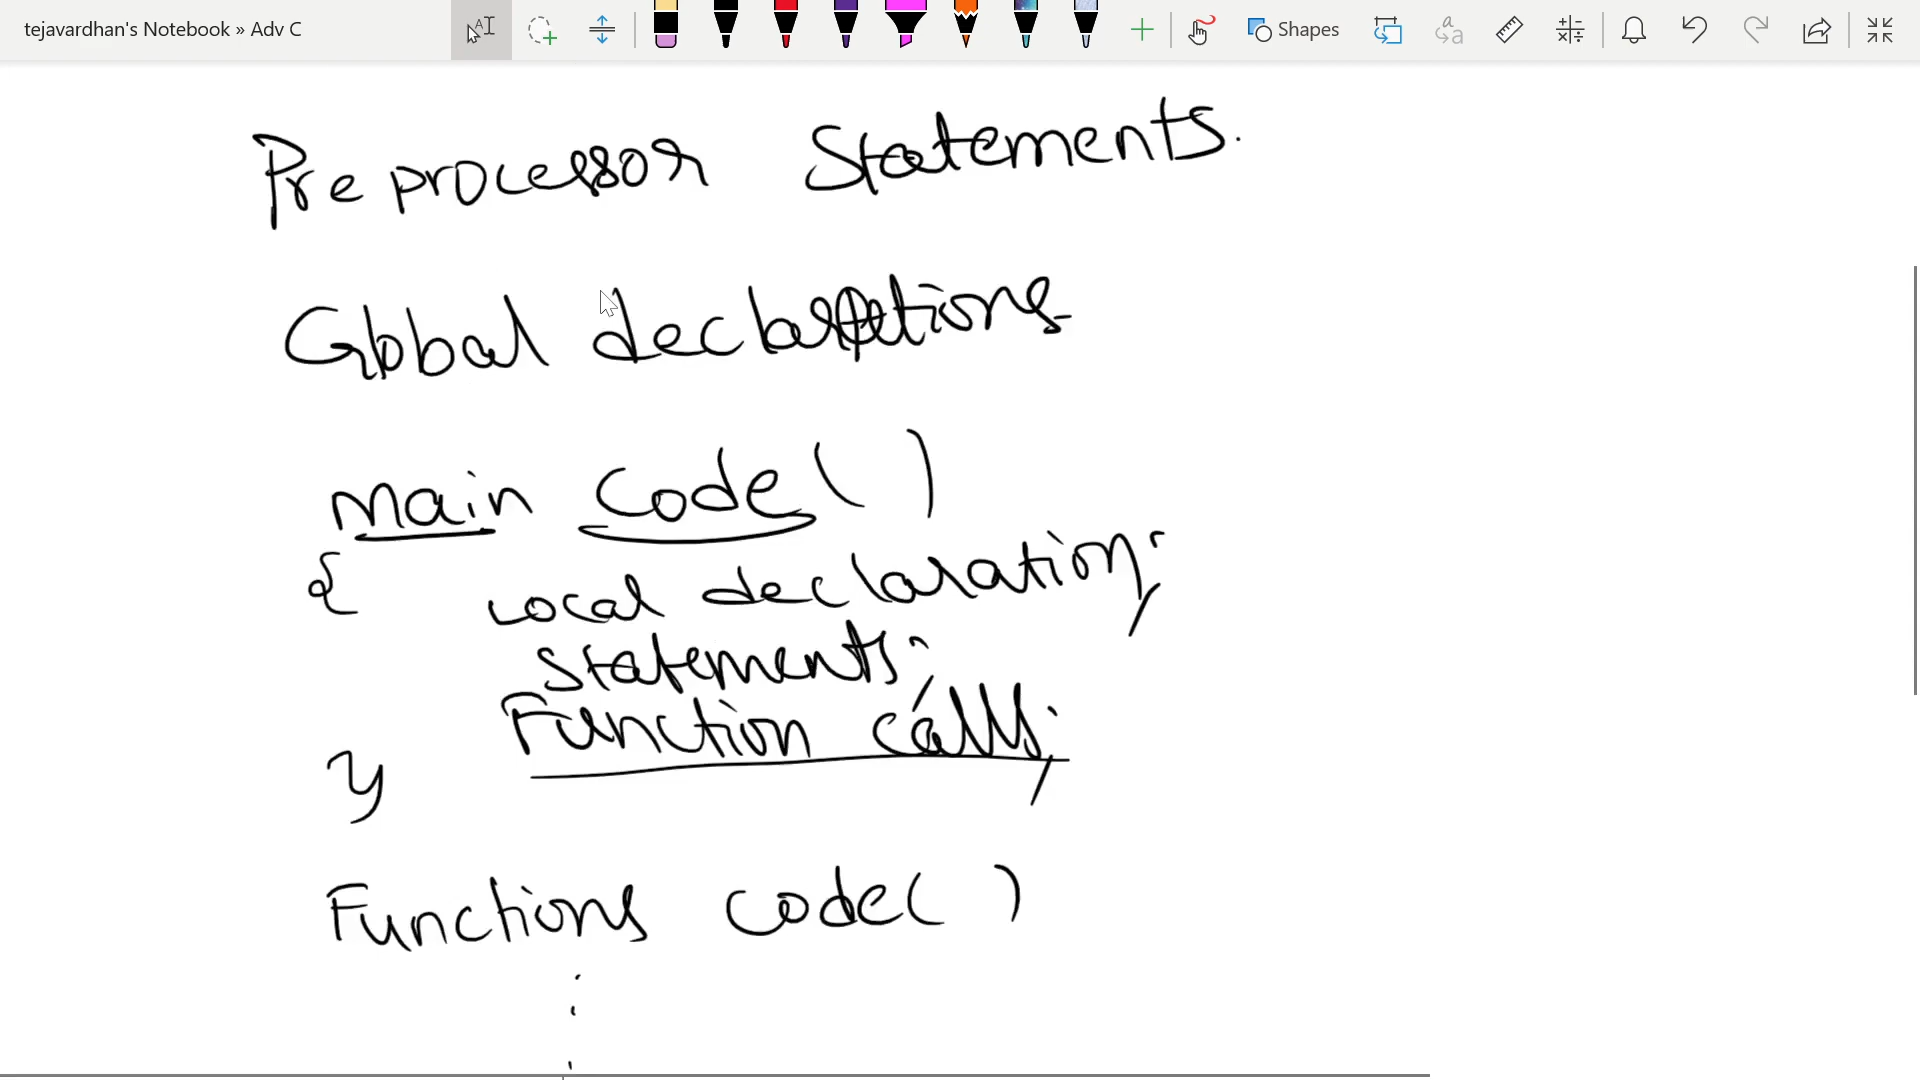 tejavardhan's Notebook » Adv C
Shapes
Preprocessor Statements.
Global declarations
main code( )
{
local declaration;
statements;
Function calls;
}
Functions code( )